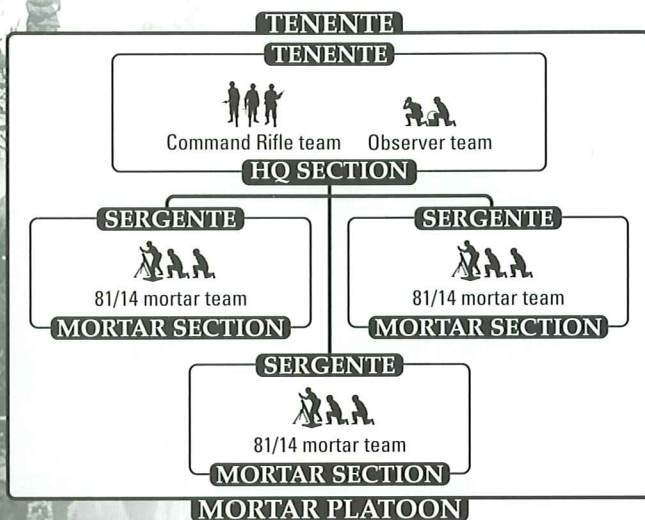 TENENTE
TENENTE
Command Rifle team Observer team
HQ SECTION
SERGENTE SERGENTE
81/14 mortar team 81/14 mortar team
MORTAR SECTION MORTAR SECTION
SERGENTE
81/14 mortar team
MORTAR SECTION
MORTAR PLATOON